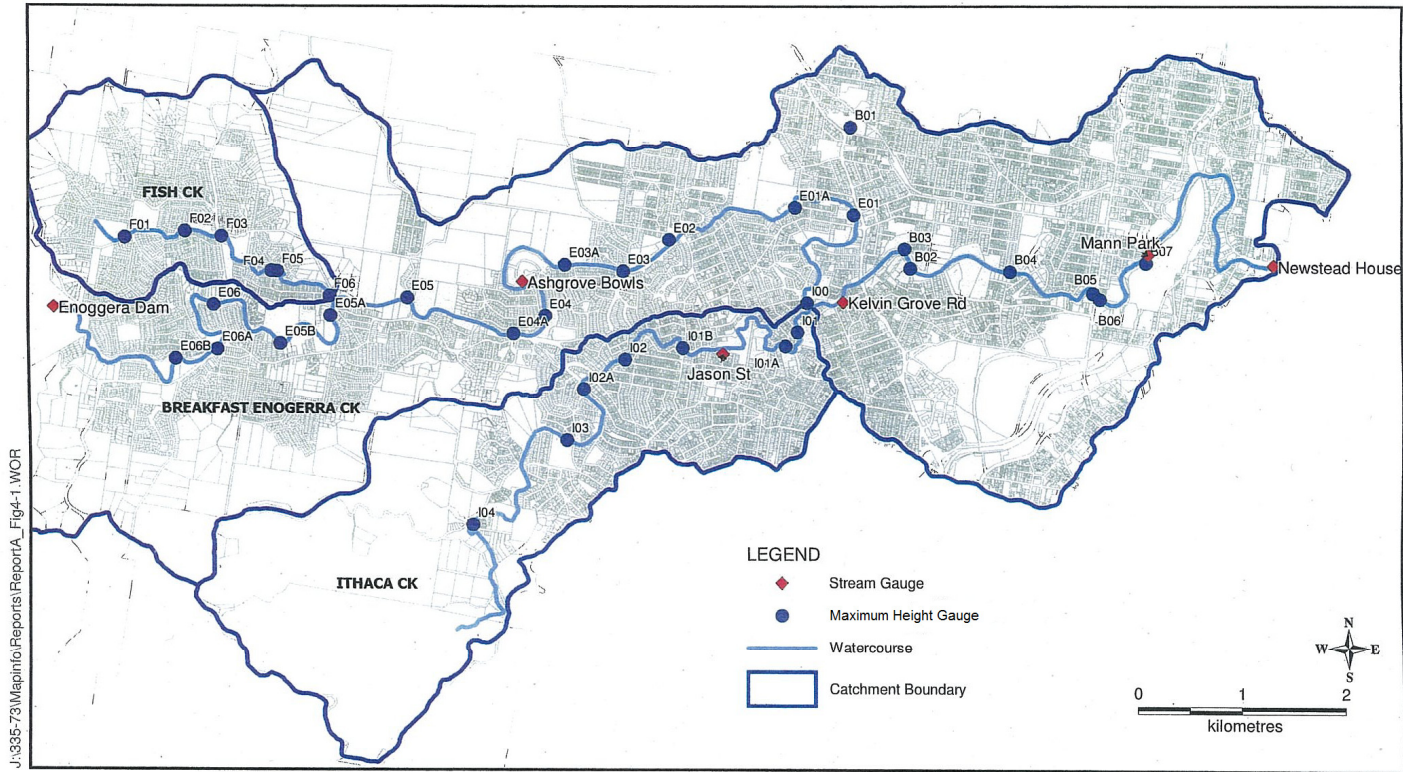 B01
FISH CK
E01A
E01
F01
F02
F03
E02
B03
Mann Park
B07
F04
F05
E03A
E03
B02
B04
Newstead House
Ashgrove Bowls
F06
E05
B05
Enoggera Dam
E06
E05A
E04
I00
Kelvin Grove Rd
B06
E04A
I01
E05B
E06A
E06B
I02
I01B
I01A
Jason St
I02A
BREAKFAST ENOGERRA CK
I03
I04
ITHACA CK
LEGEND
Stream Gauge
Maximum Height Gauge
Watercourse
Catchment Boundary
N
W
E
S
0
1
2
kilometres
J:\335-73\Mapinfo\Reports\ReportA_Fig4-1.WOR